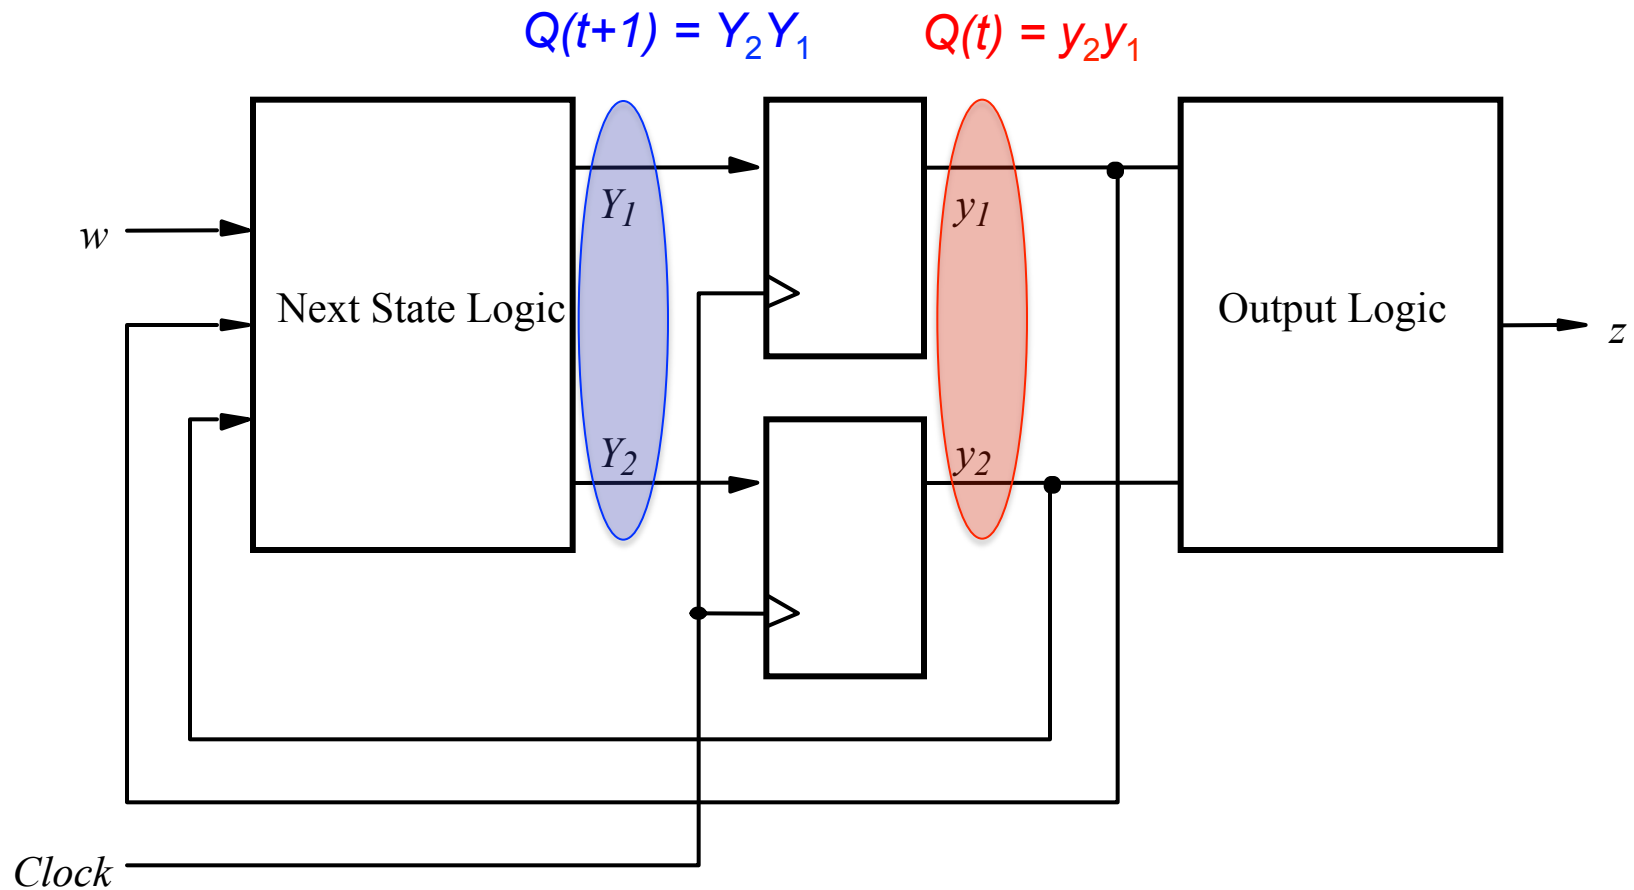 Q(t+1) = Y₂Y₁
Q(t) = y₂y₁
Y₁
y₁
w
Next State Logic
Output Logic
z
Y₂
y₂
Clock